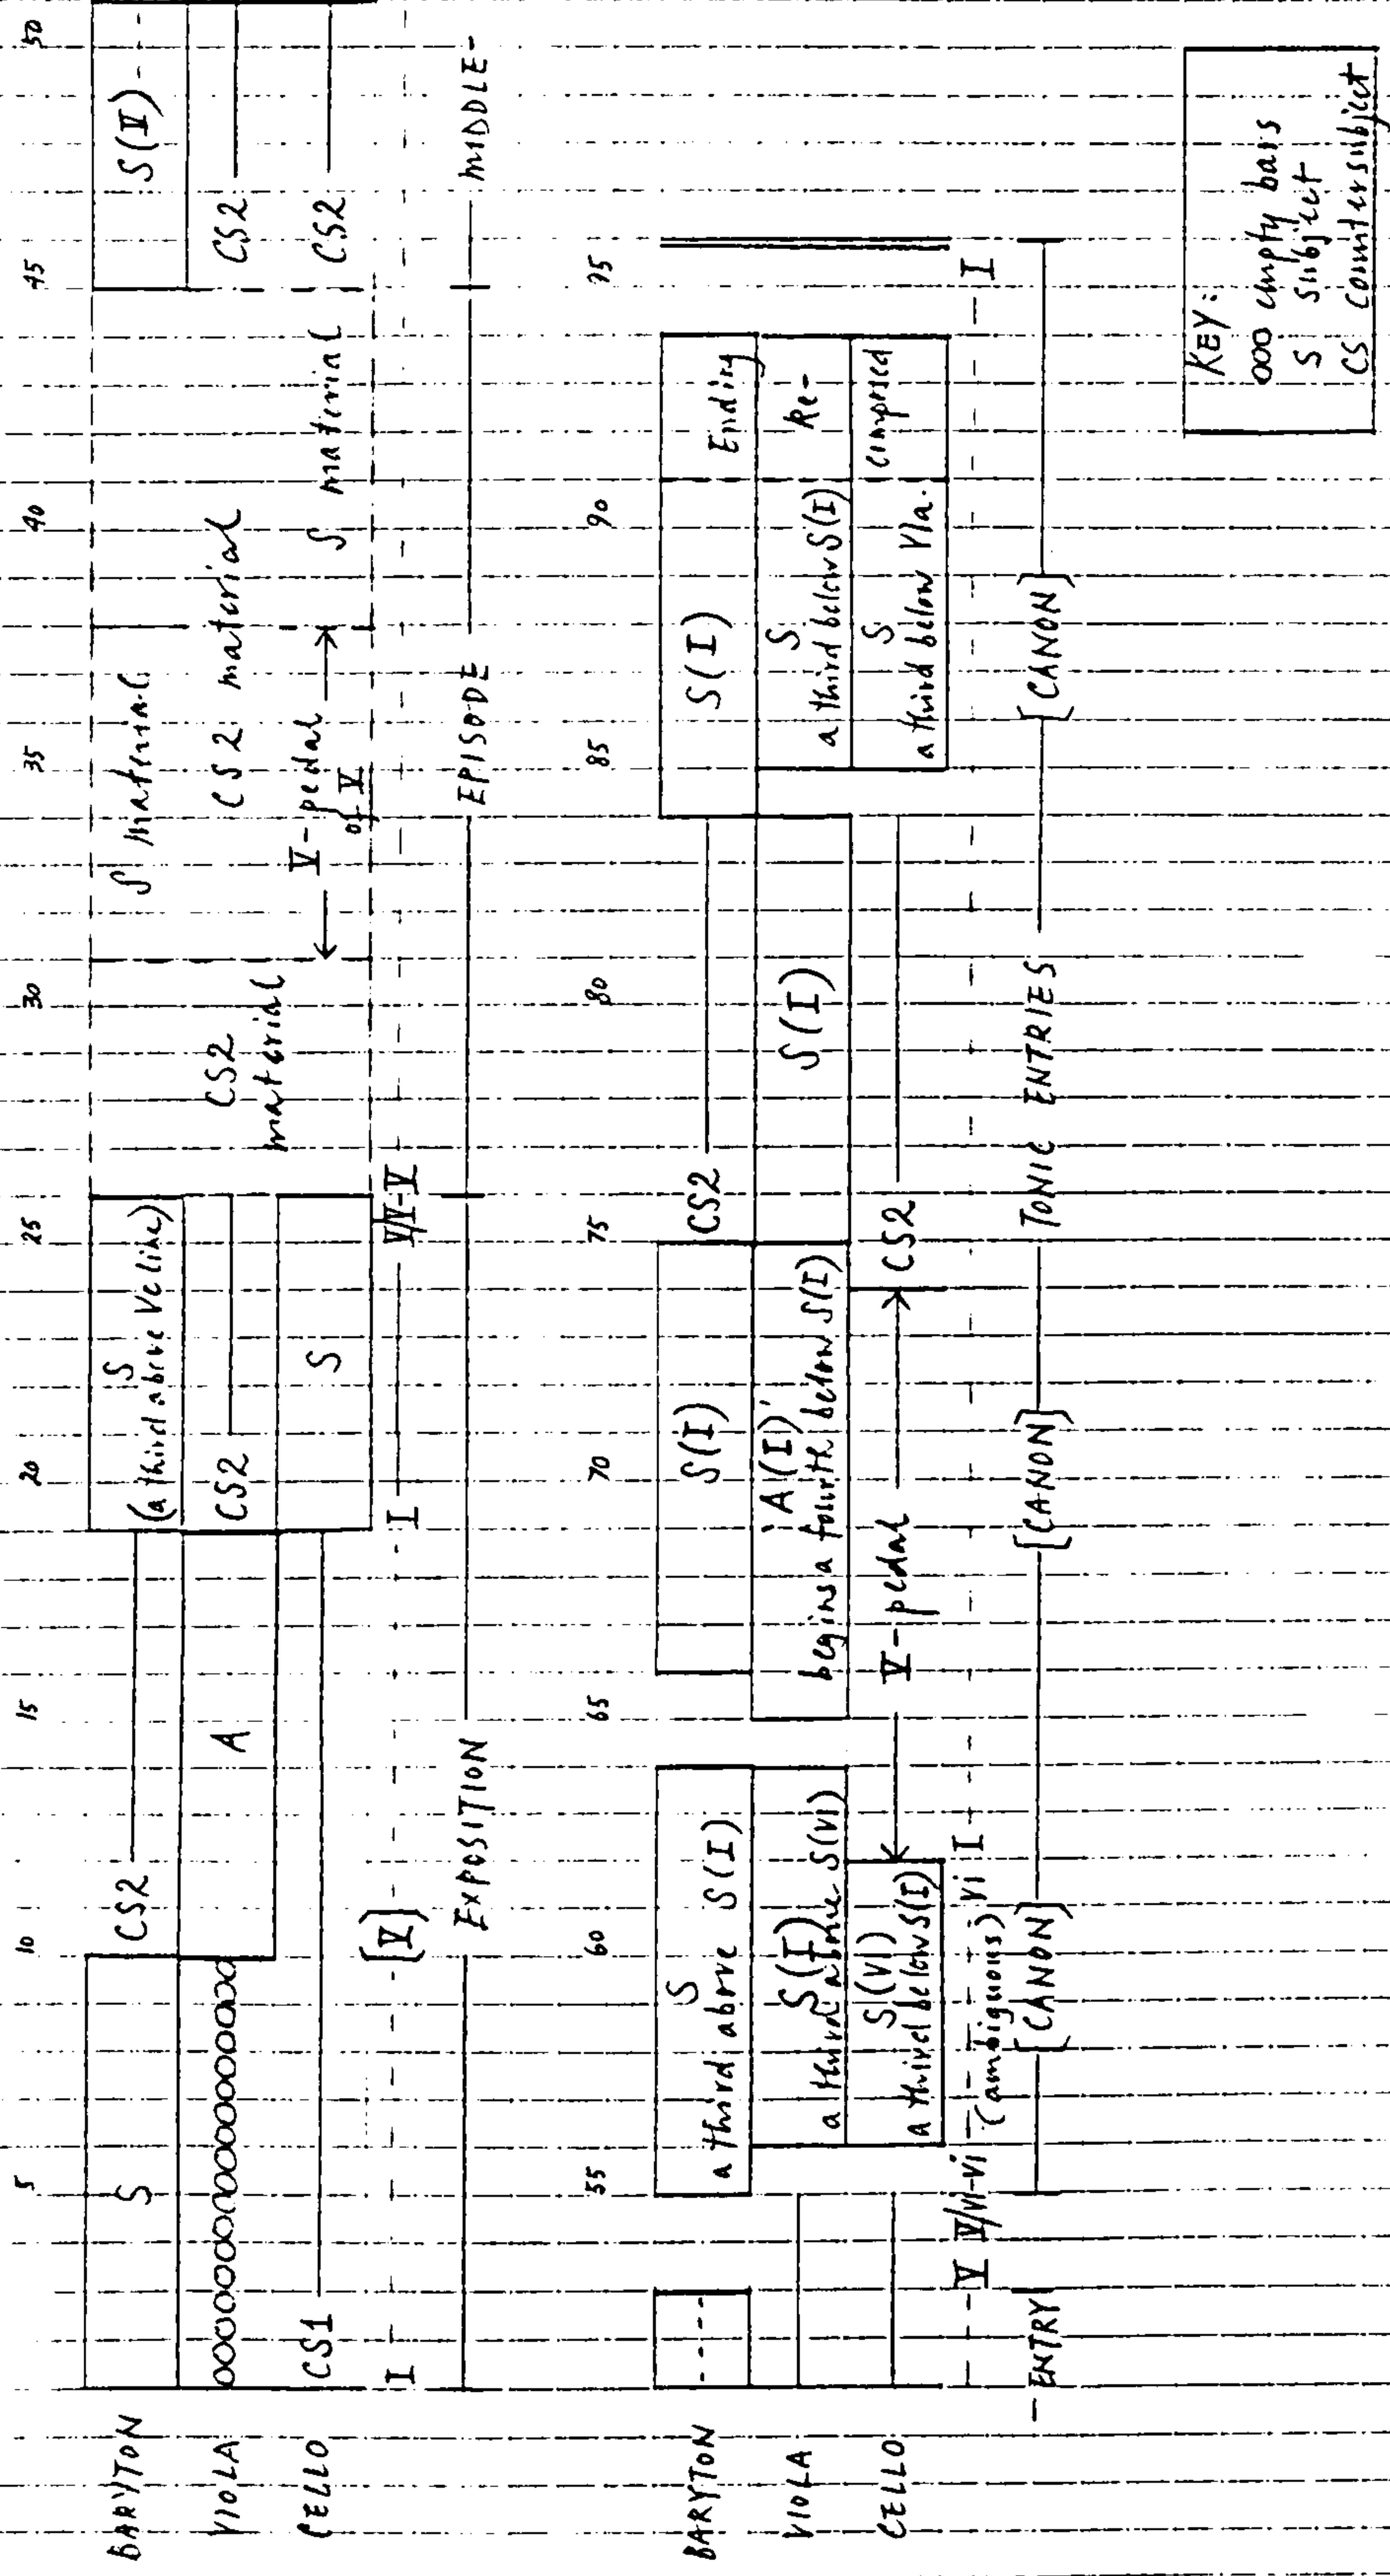 5 10 15 20 25 30 35 40 45 50
BARYTON S CS2 S (a third above Vc line) S material S(V) ----
VIOLA OOOOOOOOOOOOOOOOOO A CS2 CS2 material CS2 material CS2
CELLO CS1 S V-pedal of V S material CS2
I [V] I V/V-V
EXPOSITION EPISODE MIDDLE-
55 60 65 70 75 80 85 90 95
BARYTON ---- S a third above S(I) S(I) CS2 S(I) Ending
VIOLA S(I) a third above S(VI) 'A(I)' begins a fourth below S(I) S(I) S a third below S(I) Re-
CELLO S(VI) a third below S(I) V-pedal CS2 S a third below Vla. composed
V V/vi-vi (ambiguous) vi I I
-ENTRY [CANON] [CANON] TONIC ENTRIES [CANON]
KEY:
OOO empty bars
S subject
CS countersubject